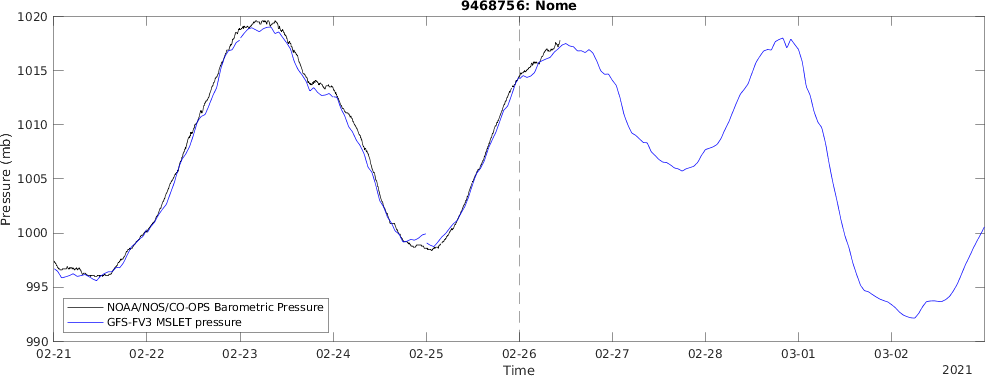 9468756: Nome
1020
1015
1010
1005
1000
995
990
Pressure (mb)
NOAA/NOS/CO-OPS Barometric Pressure
GFS-FV3 MSLET pressure
02-21 02-22 02-23 02-24 02-25 02-26 02-27 02-28 03-01 03-02
Time
2021